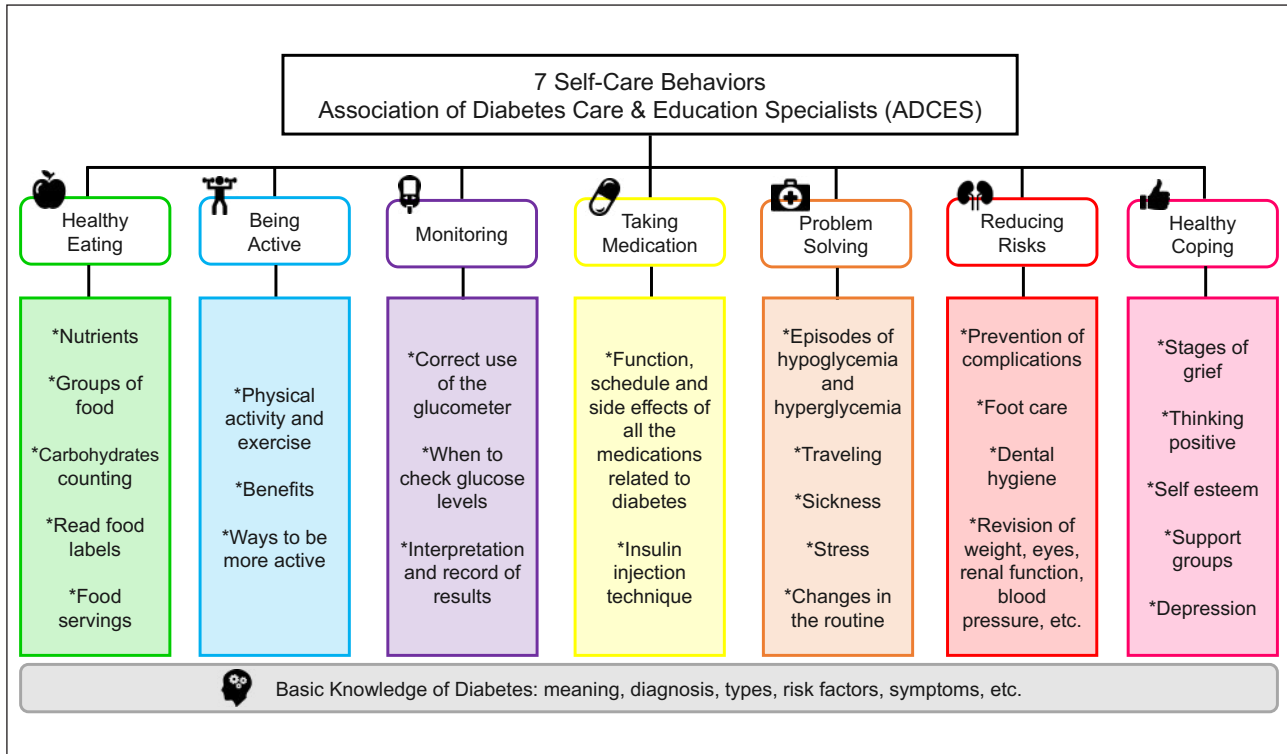 7 Self-Care Behaviors
Association of Diabetes Care & Education Specialists (ADCES)
Healthy
Eating
*Nutrients
*Groups of
food
*Carbohydrates
counting
*Read food
labels
*Food
servings
Being
Active
*Physical
activity and
exercise
*Benefits
*Ways to be
more active
Monitoring
*Correct use
of the
glucometer
*When to
check glucose
levels
*Interpretation
and record of
results
Taking
Medication
*Function,
schedule and
side effects of
all the
medications
related to
diabetes
*Insulin
injection
technique
Problem
Solving
*Episodes of
hypoglycemia
and
hyperglycemia
*Traveling
*Sickness
*Stress
*Changes in
the routine
Reducing
Risks
*Prevention of
complications
*Foot care
*Dental
hygiene
*Revision of
weight, eyes,
renal function,
blood
pressure, etc.
Healthy
Coping
*Stages of
grief
*Thinking
positive
*Self esteem
*Support
groups
*Depression
Basic Knowledge of Diabetes: meaning, diagnosis, types, risk factors, symptoms, etc.